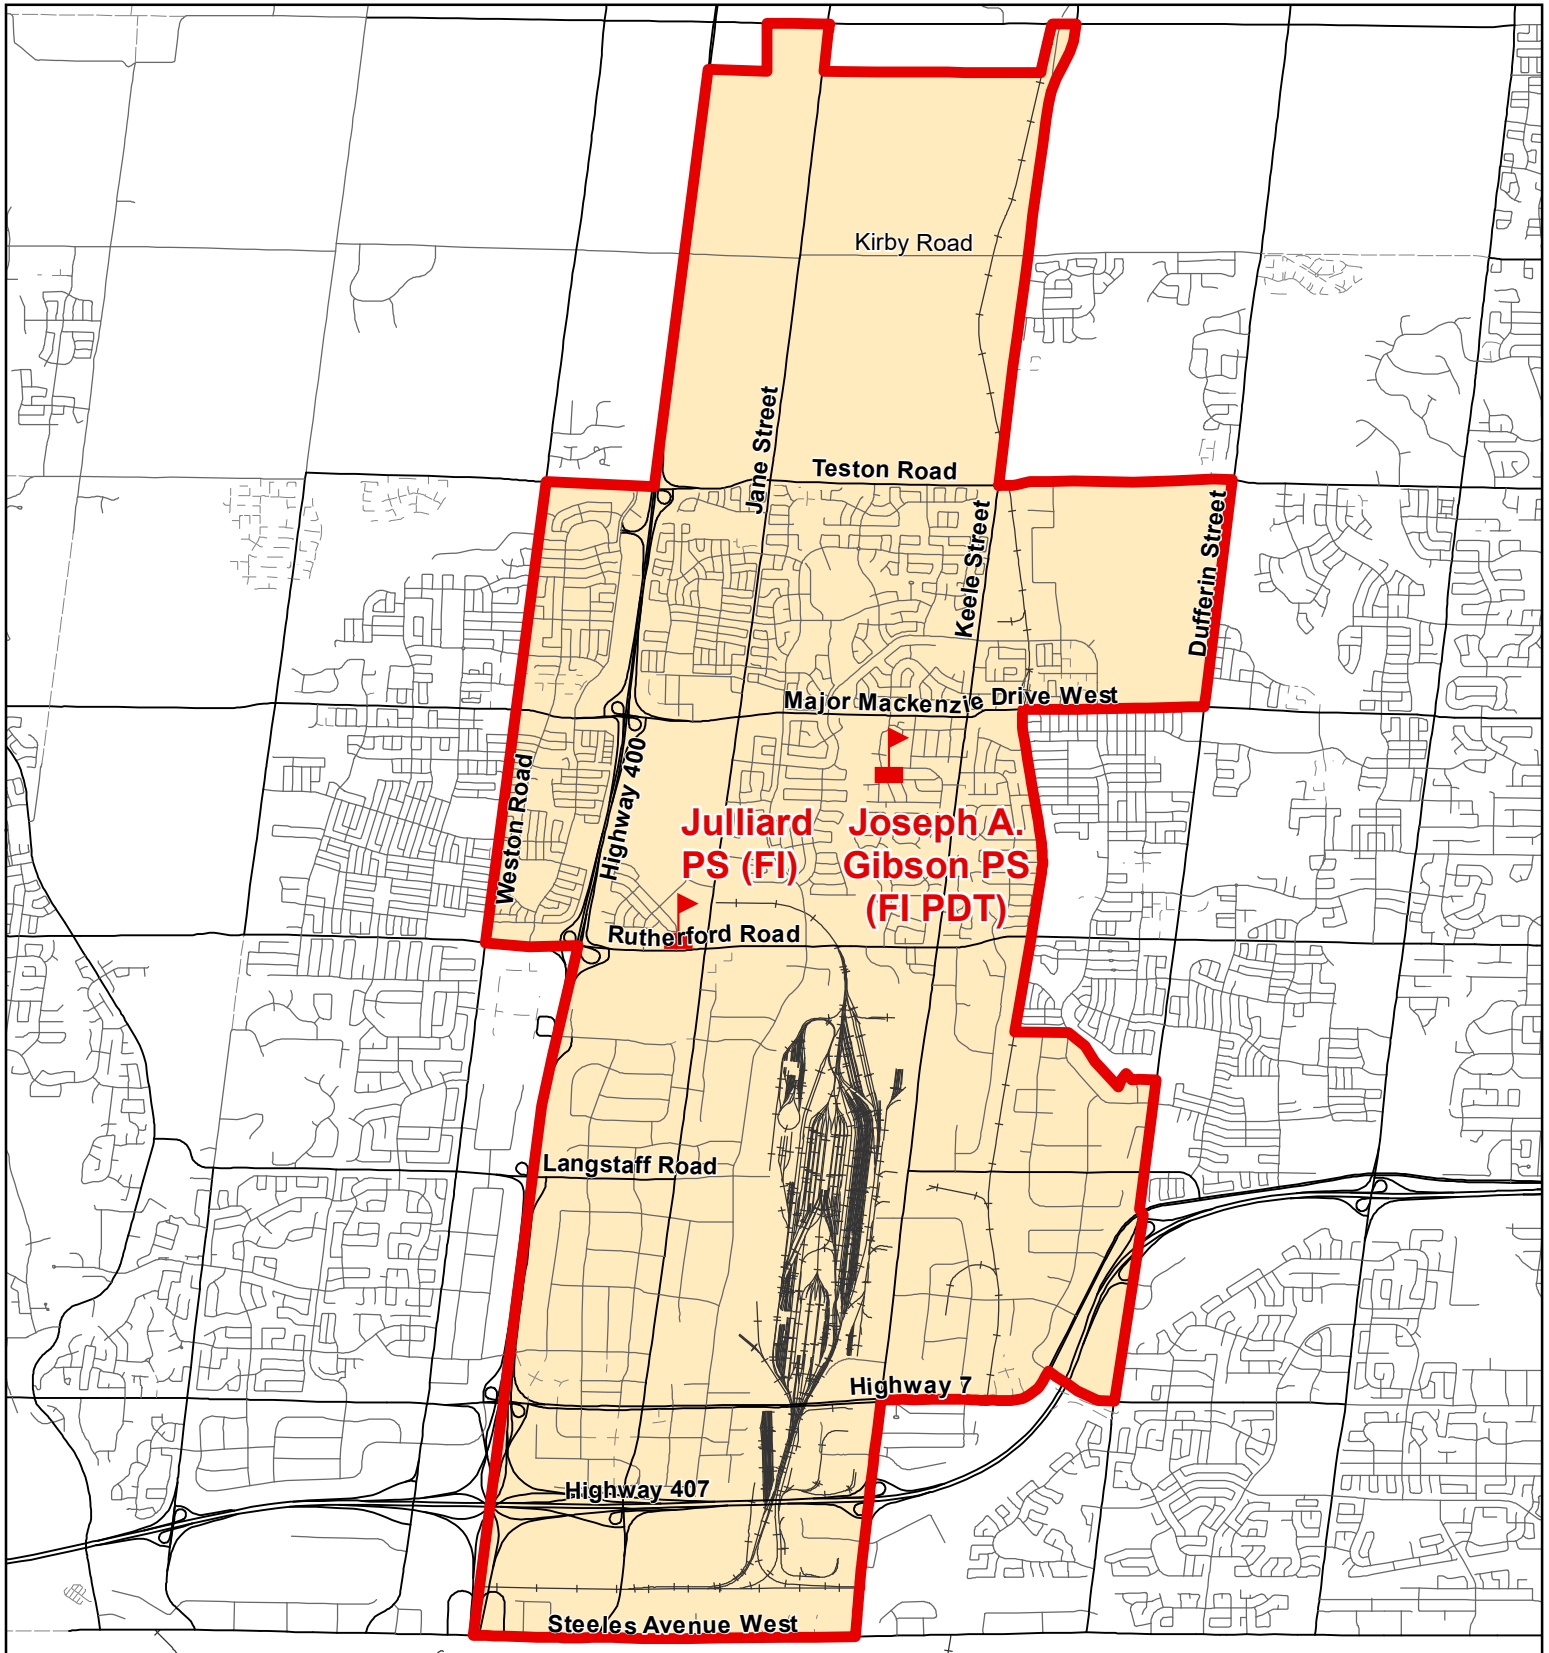 Kirby Road
Jane Street
Teston Road
Keele Street
Dufferin Street
Major Mackenzie Drive West
Weston Road
Highway 400
Julliard
PS (FI)
Joseph A.
Gibson PS
(FI PDT)
Rutherford Road
Langstaff Road
Highway 7
Highway 407
Steeles Avenue West